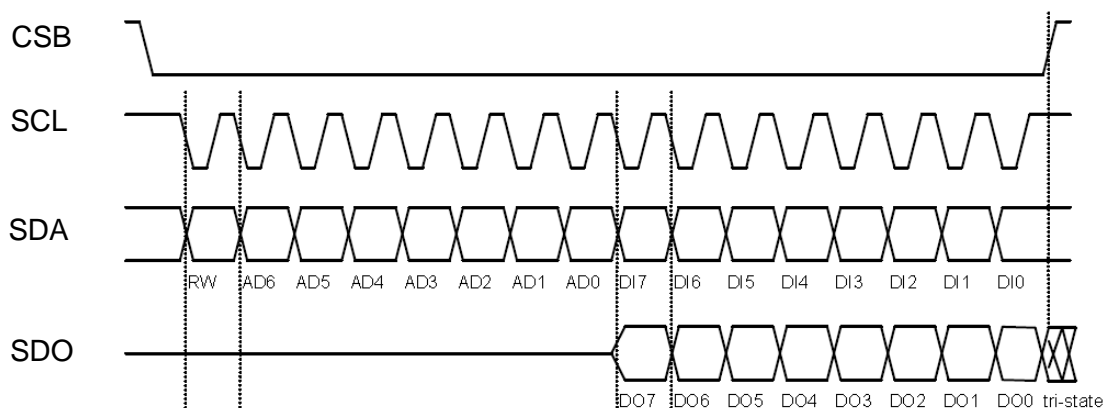 CSB
SCL
SDA
RW AD6 AD5 AD4 AD3 AD2 AD1 AD0 DI7 DI6 DI5 DI4 DI3 DI2 DI1 DI0
SDO
DO7 DO6 DO5 DO4 DO3 DO2 DO1 DO0 tri-state